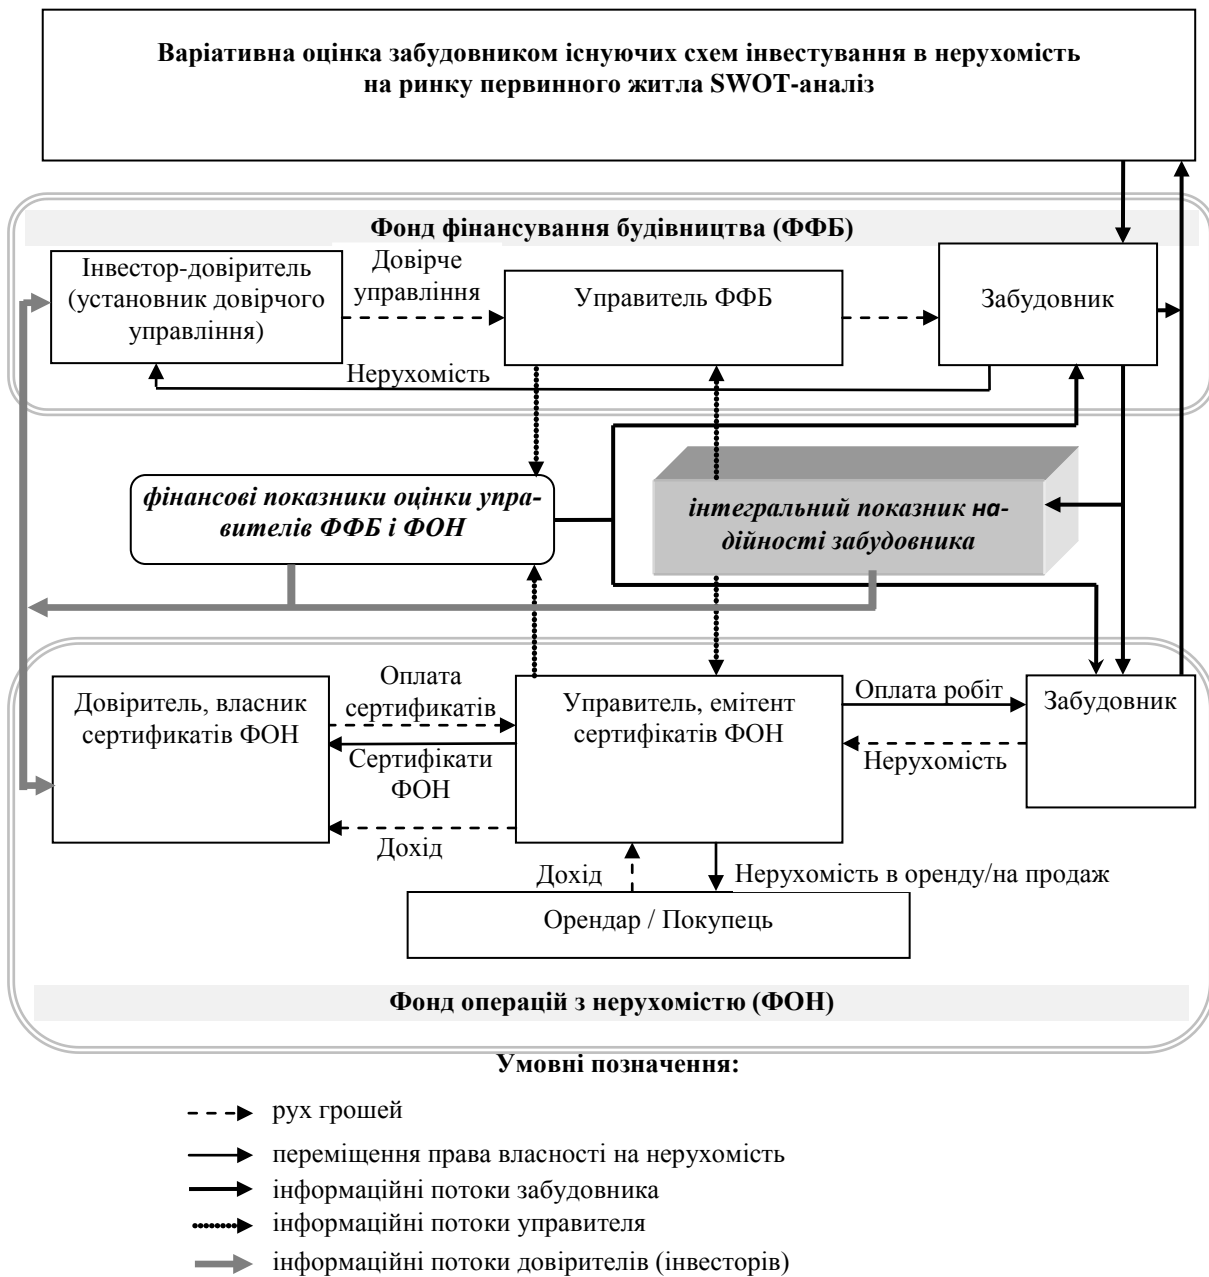 Варіативна оцінка забудовником існуючих схем інвестування в нерухомість
на ринку первинного житла SWOT-аналіз
Фонд фінансування будівництва (ФФБ)
Інвестор-довіритель
(установник довірчого
управління)
Довірче
управління
Управитель ФФБ
Забудовник
Нерухомість
фінансові показники оцінки упра-
вителів ФФБ і ФОН
інтегральний показник на-
дійності забудовника
Довіритель, власник
сертификатів ФОН
Оплата
сертификатів
Сертифікати
ФОН
Дохід
Управитель, емітент
сертифікатів ФОН
Оплата робіт
Нерухомість
Забудовник
Дохід
Нерухомість в оренду/на продаж
Орендар / Покупець
Фонд операцій з нерухомістю (ФОН)
Умовні позначення:
рух грошей
переміщення права власності на нерухомість
інформаційні потоки забудовника
інформаційні потоки управителя
інформаційні потоки довірителів (інвесторів)